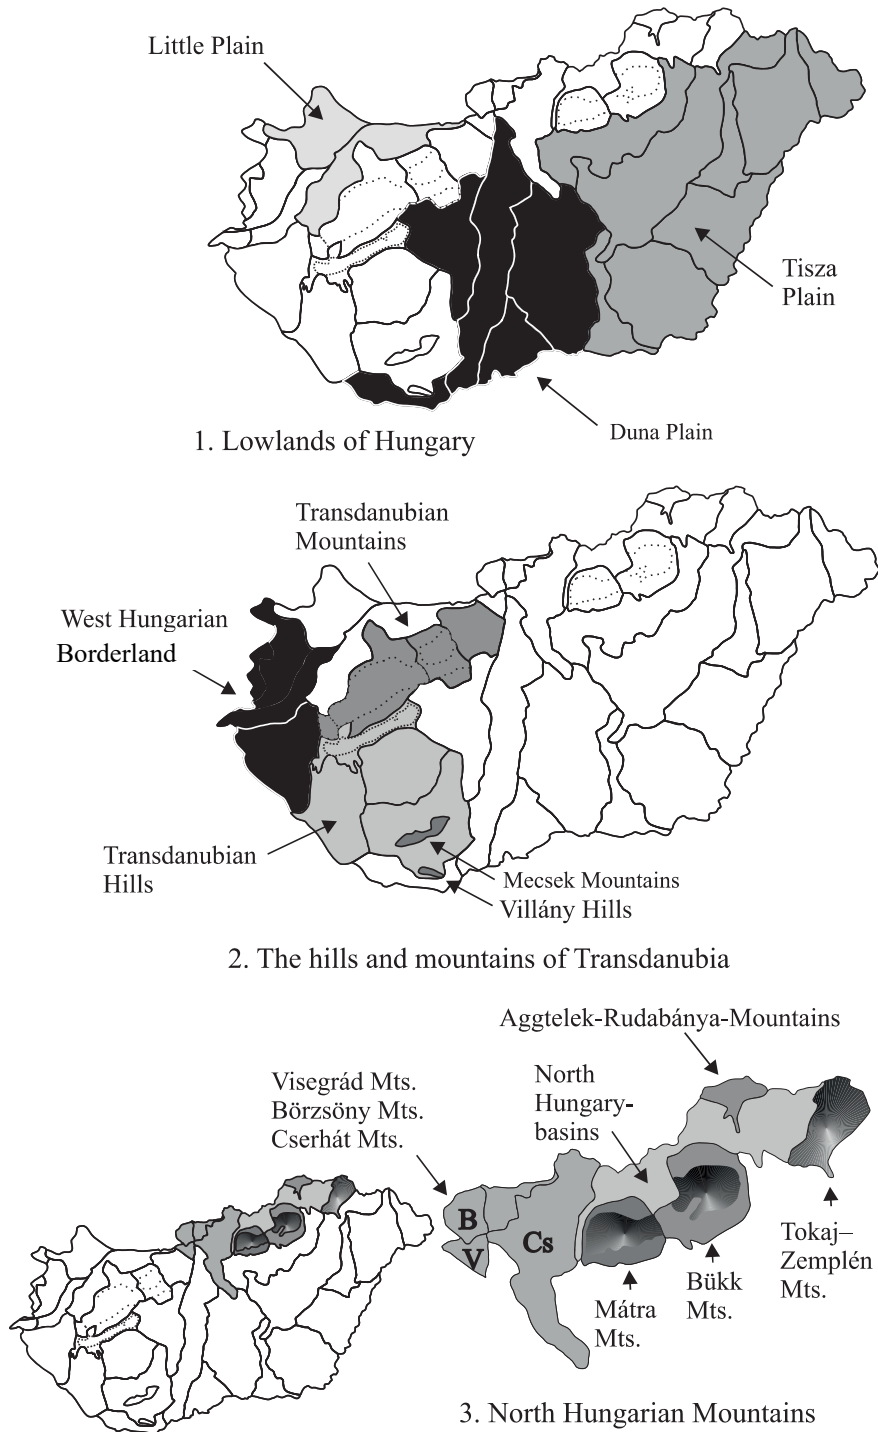 Little Plain
Tisza
Plain
Duna Plain
1. Lowlands of Hungary
Transdanubian
Mountains
West Hungarian
Borderland
Transdanubian
Hills
Mecsek Mountains
Villány Hills
2. The hills and mountains of Transdanubia
Aggtelek-Rudabánya-Mountains
Visegrád Mts.
Börzsöny Mts.
Cserhát Mts.
North
Hungary-
basins
B
V
Cs
Tokaj–
Zemplén
Mts.
Bükk
Mts.
Mátra
Mts.
3. North Hungarian Mountains